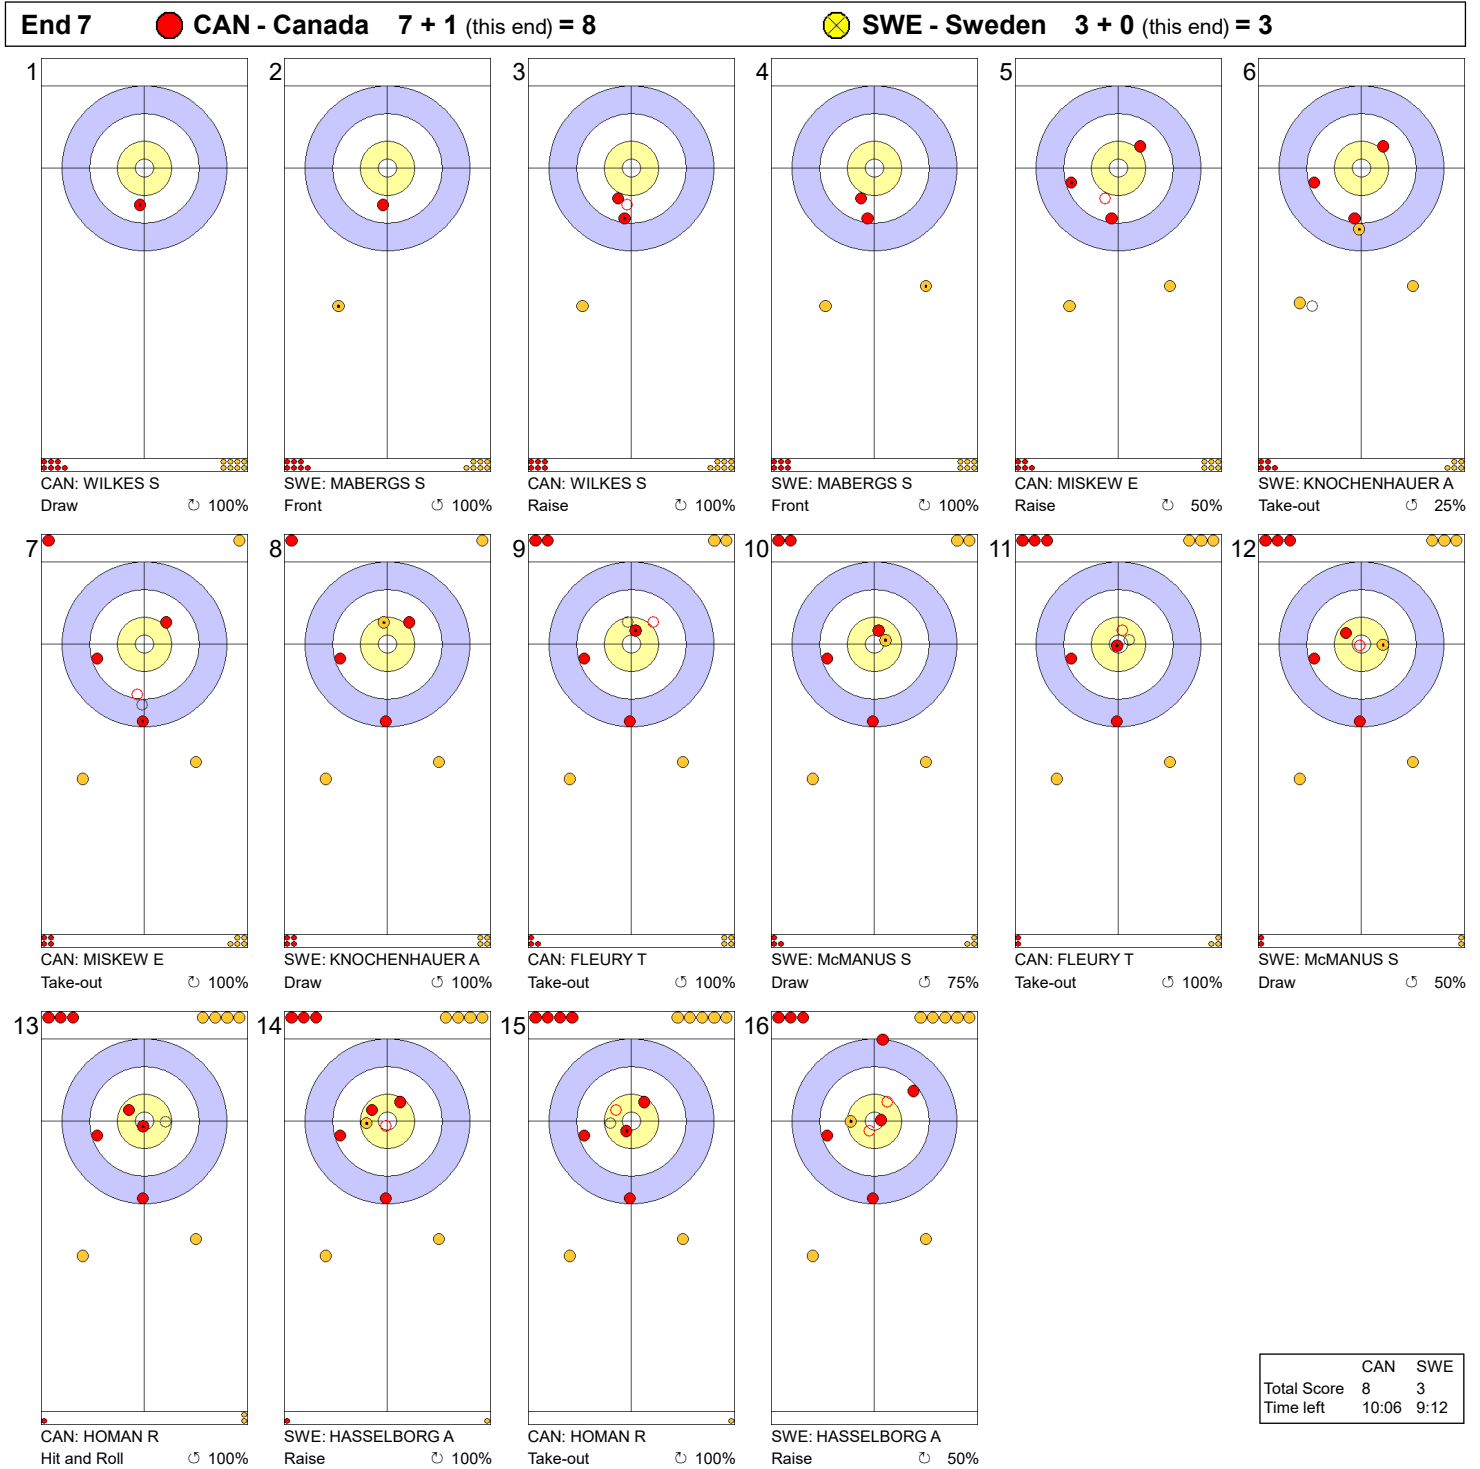 End 7 CAN - Canada 7 + 1 (this end) = 8 SWE - Sweden 3 + 0 (this end) = 3
1 2 3 4 5 6
CAN: WILKES S SWE: MABERGS S CAN: WILKES S SWE: MABERGS S CAN: MISKEW E SWE: KNOCHENHAUER A
Draw ↻ 100% Front ↺ 100% Raise ↻ 100% Front ↺ 100% Raise ↻ 50% Take-out ↺ 25%
7 8 9 10 11 12
CAN: MISKEW E SWE: KNOCHENHAUER A CAN: FLEURY T SWE: McMANUS S CAN: FLEURY T SWE: McMANUS S
Take-out ↻ 100% Draw ↻ 100% Take-out ↺ 100% Draw ↺ 75% Take-out ↻ 100% Draw ↺ 50%
13 14 15 16
CAN: HOMAN R SWE: HASSELBORG A CAN: HOMAN R SWE: HASSELBORG A
Hit and Roll ↺ 100% Raise ↻ 100% Take-out ↺ 100% Raise ↻ 50%
CAN SWE
Total Score 8 3
Time left 10:06 9:12